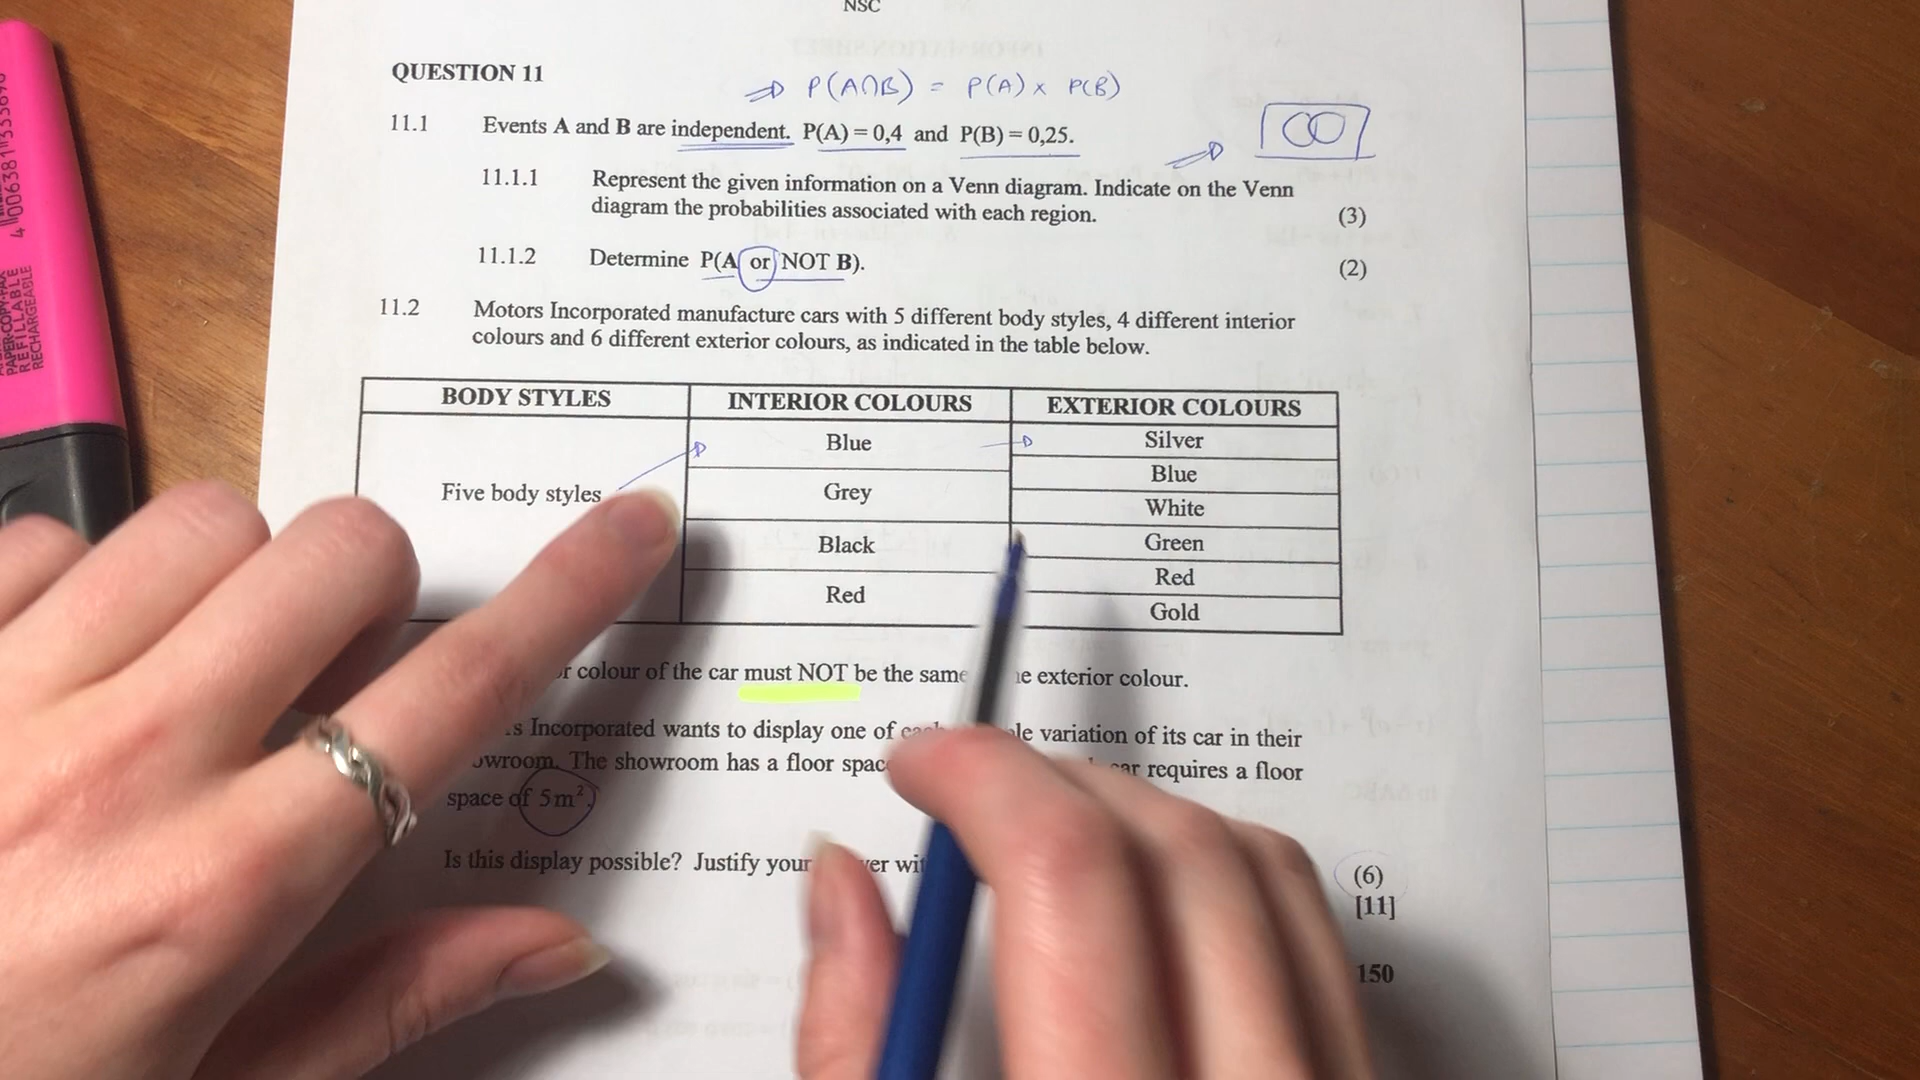 NSC
QUESTION 11
P(A∩B) = P(A) × P(B)
11.1 Events A and B are independent. P(A) = 0,4 and P(B) = 0,25.
11.1.1 Represent the given information on a Venn diagram. Indicate on the Venn
diagram the probabilities associated with each region. (3)
11.1.2 Determine P(A or NOT B). (2)
11.2 Motors Incorporated manufacture cars with 5 different body styles, 4 different interior
colours and 6 different exterior colours, as indicated in the table below.
BODY STYLES INTERIOR COLOURS EXTERIOR COLOURS
Five body styles
Blue
Grey
Black
Red
Silver
Blue
White
Green
Red
Gold
colour of the car must NOT be the same exterior colour.
Incorporated wants to display one of variation of its car in their
The showroom has a floor requires a floor
space of 5m².
Is this display possible? Justify your (6)
[11]
150
4 006381 333696
REFILLABLE
RECHARGEABLE